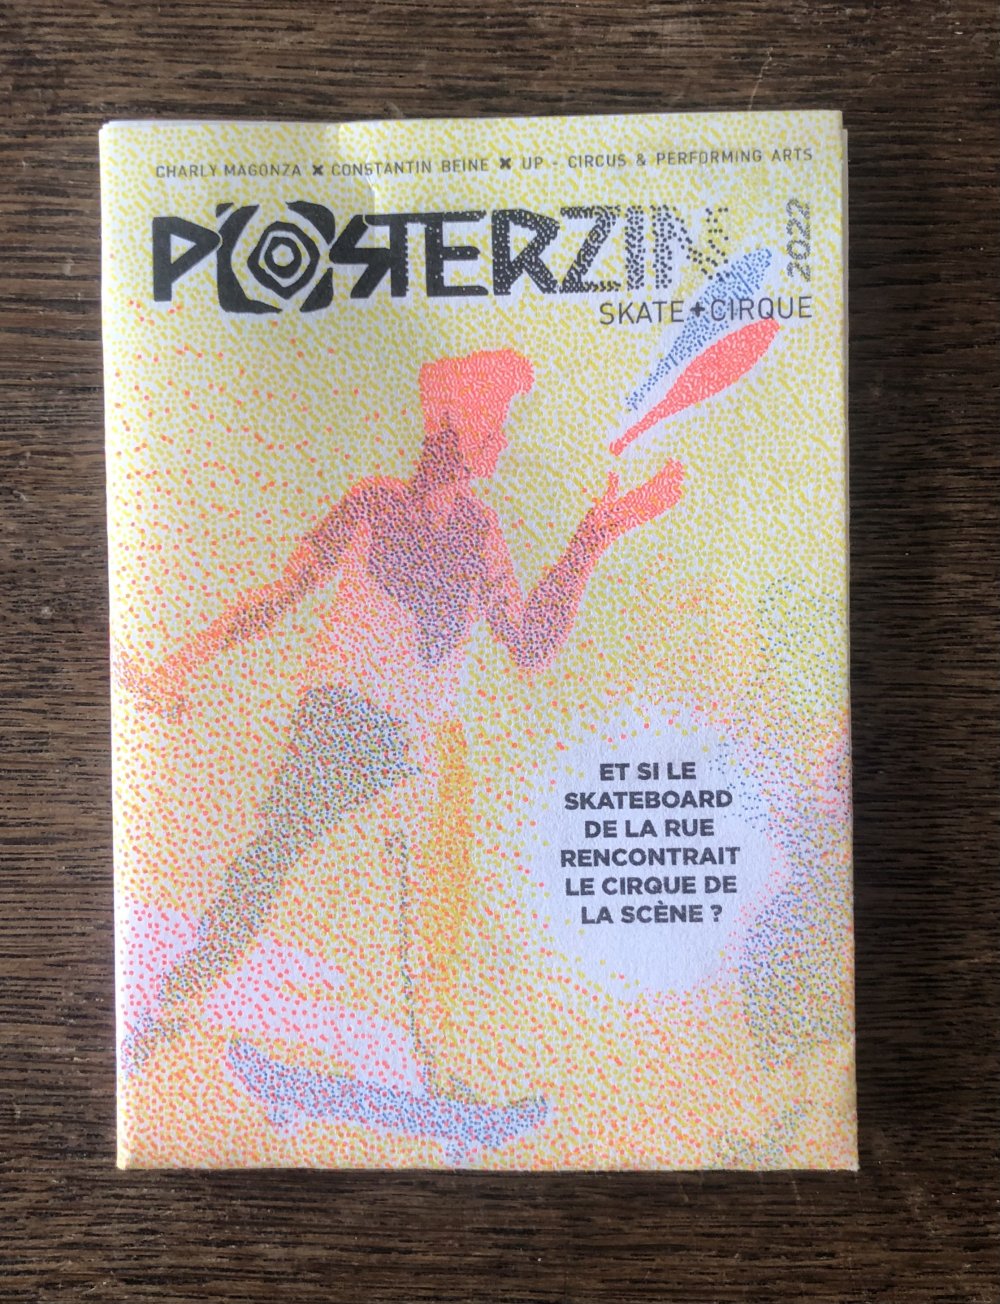 CHARLY MAGONZA × CONSTANTIN BEINE × UP - CIRCUS & PERFORMING ARTS
POSTERZINE
2022
SKATE+CIRQUE
ET SI LE
SKATEBOARD
DE LA RUE
RENCONTRAIT
LE CIRQUE DE
LA SCÈNE ?